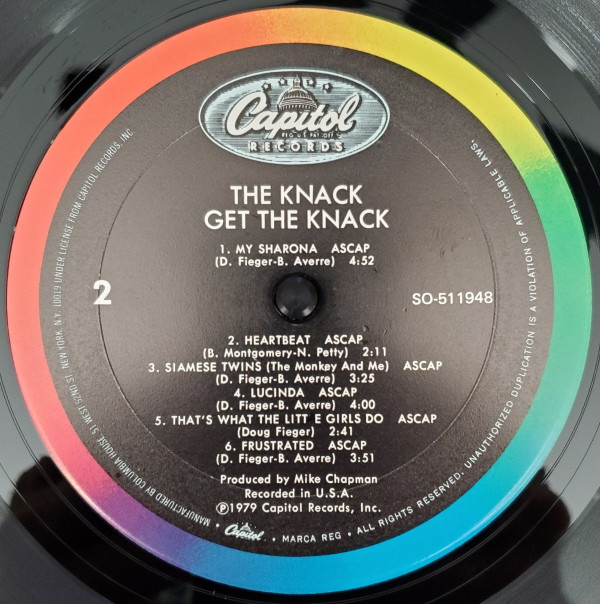 Capitol
REG. U.S. PAT. OFF.
RECORDS
THE KNACK
GET THE KNACK
1. MY SHARONA ASCAP
(D. Fieger-B. Averre) 4:52
2
SO-511948
2. HEARTBEAT ASCAP
(B. Montgomery-N. Petty) 2:11
3. SIAMESE TWINS (The Monkey And Me) ASCAP
(D. Fieger-B. Averre) 3:25
4. LUCINDA ASCAP
(D. Fieger-B. Averre) 4:00
5. THAT'S WHAT THE LITT E GIRLS DO ASCAP
(Doug Fieger) 2:41
6. FRUSTRATED ASCAP
(D. Fieger-B. Averre) 3:51
Produced by Mike Chapman
Recorded in U.S.A.
Ⓟ1979 Capitol Records, Inc.
MANUFACTURED BY COLUMBIA HOUSE, 51 WEST 52ND ST., NEW YORK, N.Y. 10019 UNDER LICENSE FROM CAPITOL RECORDS, INC.
• Capitol • MARCA REG • ALL RIGHTS RESERVED. UNAUTHORIZED DUPLICATION IS A VIOLATION OF APPLICABLE LAWS.